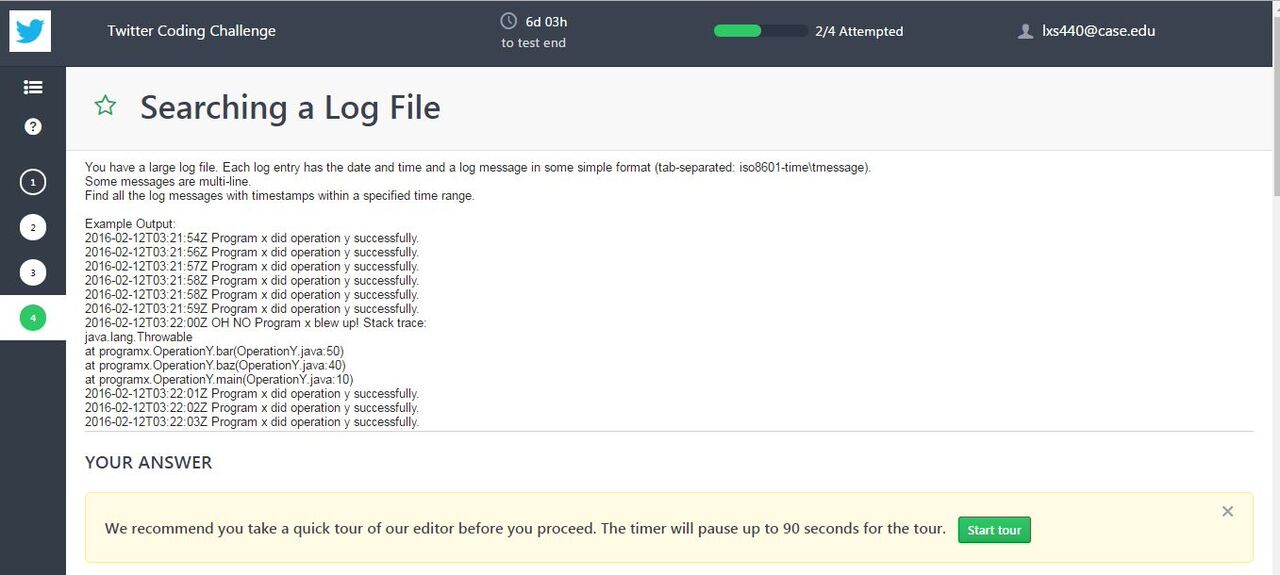 Twitter Coding Challenge
6d 03h
to test end
2/4 Attempted
lxs440@case.edu
?
1
2
3
4
Searching a Log File
You have a large log file. Each log entry has the date and time and a log message in some simple format (tab-separated: iso8601-time\tmessage).
Some messages are multi-line.
Find all the log messages with timestamps within a specified time range.
Example Output:
2016-02-12T03:21:54Z Program x did operation y successfully.
2016-02-12T03:21:56Z Program x did operation y successfully.
2016-02-12T03:21:57Z Program x did operation y successfully.
2016-02-12T03:21:58Z Program x did operation y successfully.
2016-02-12T03:21:58Z Program x did operation y successfully.
2016-02-12T03:21:59Z Program x did operation y successfully.
2016-02-12T03:22:00Z OH NO Program x blew up! Stack trace:
java.lang.Throwable
at programx.OperationY.bar(OperationY.java:50)
at programx.OperationY.baz(OperationY.java:40)
at programx.OperationY.main(OperationY.java:10)
2016-02-12T03:22:01Z Program x did operation y successfully.
2016-02-12T03:22:02Z Program x did operation y successfully.
2016-02-12T03:22:03Z Program x did operation y successfully.
YOUR ANSWER
We recommend you take a quick tour of our editor before you proceed. The timer will pause up to 90 seconds for the tour. Start tour